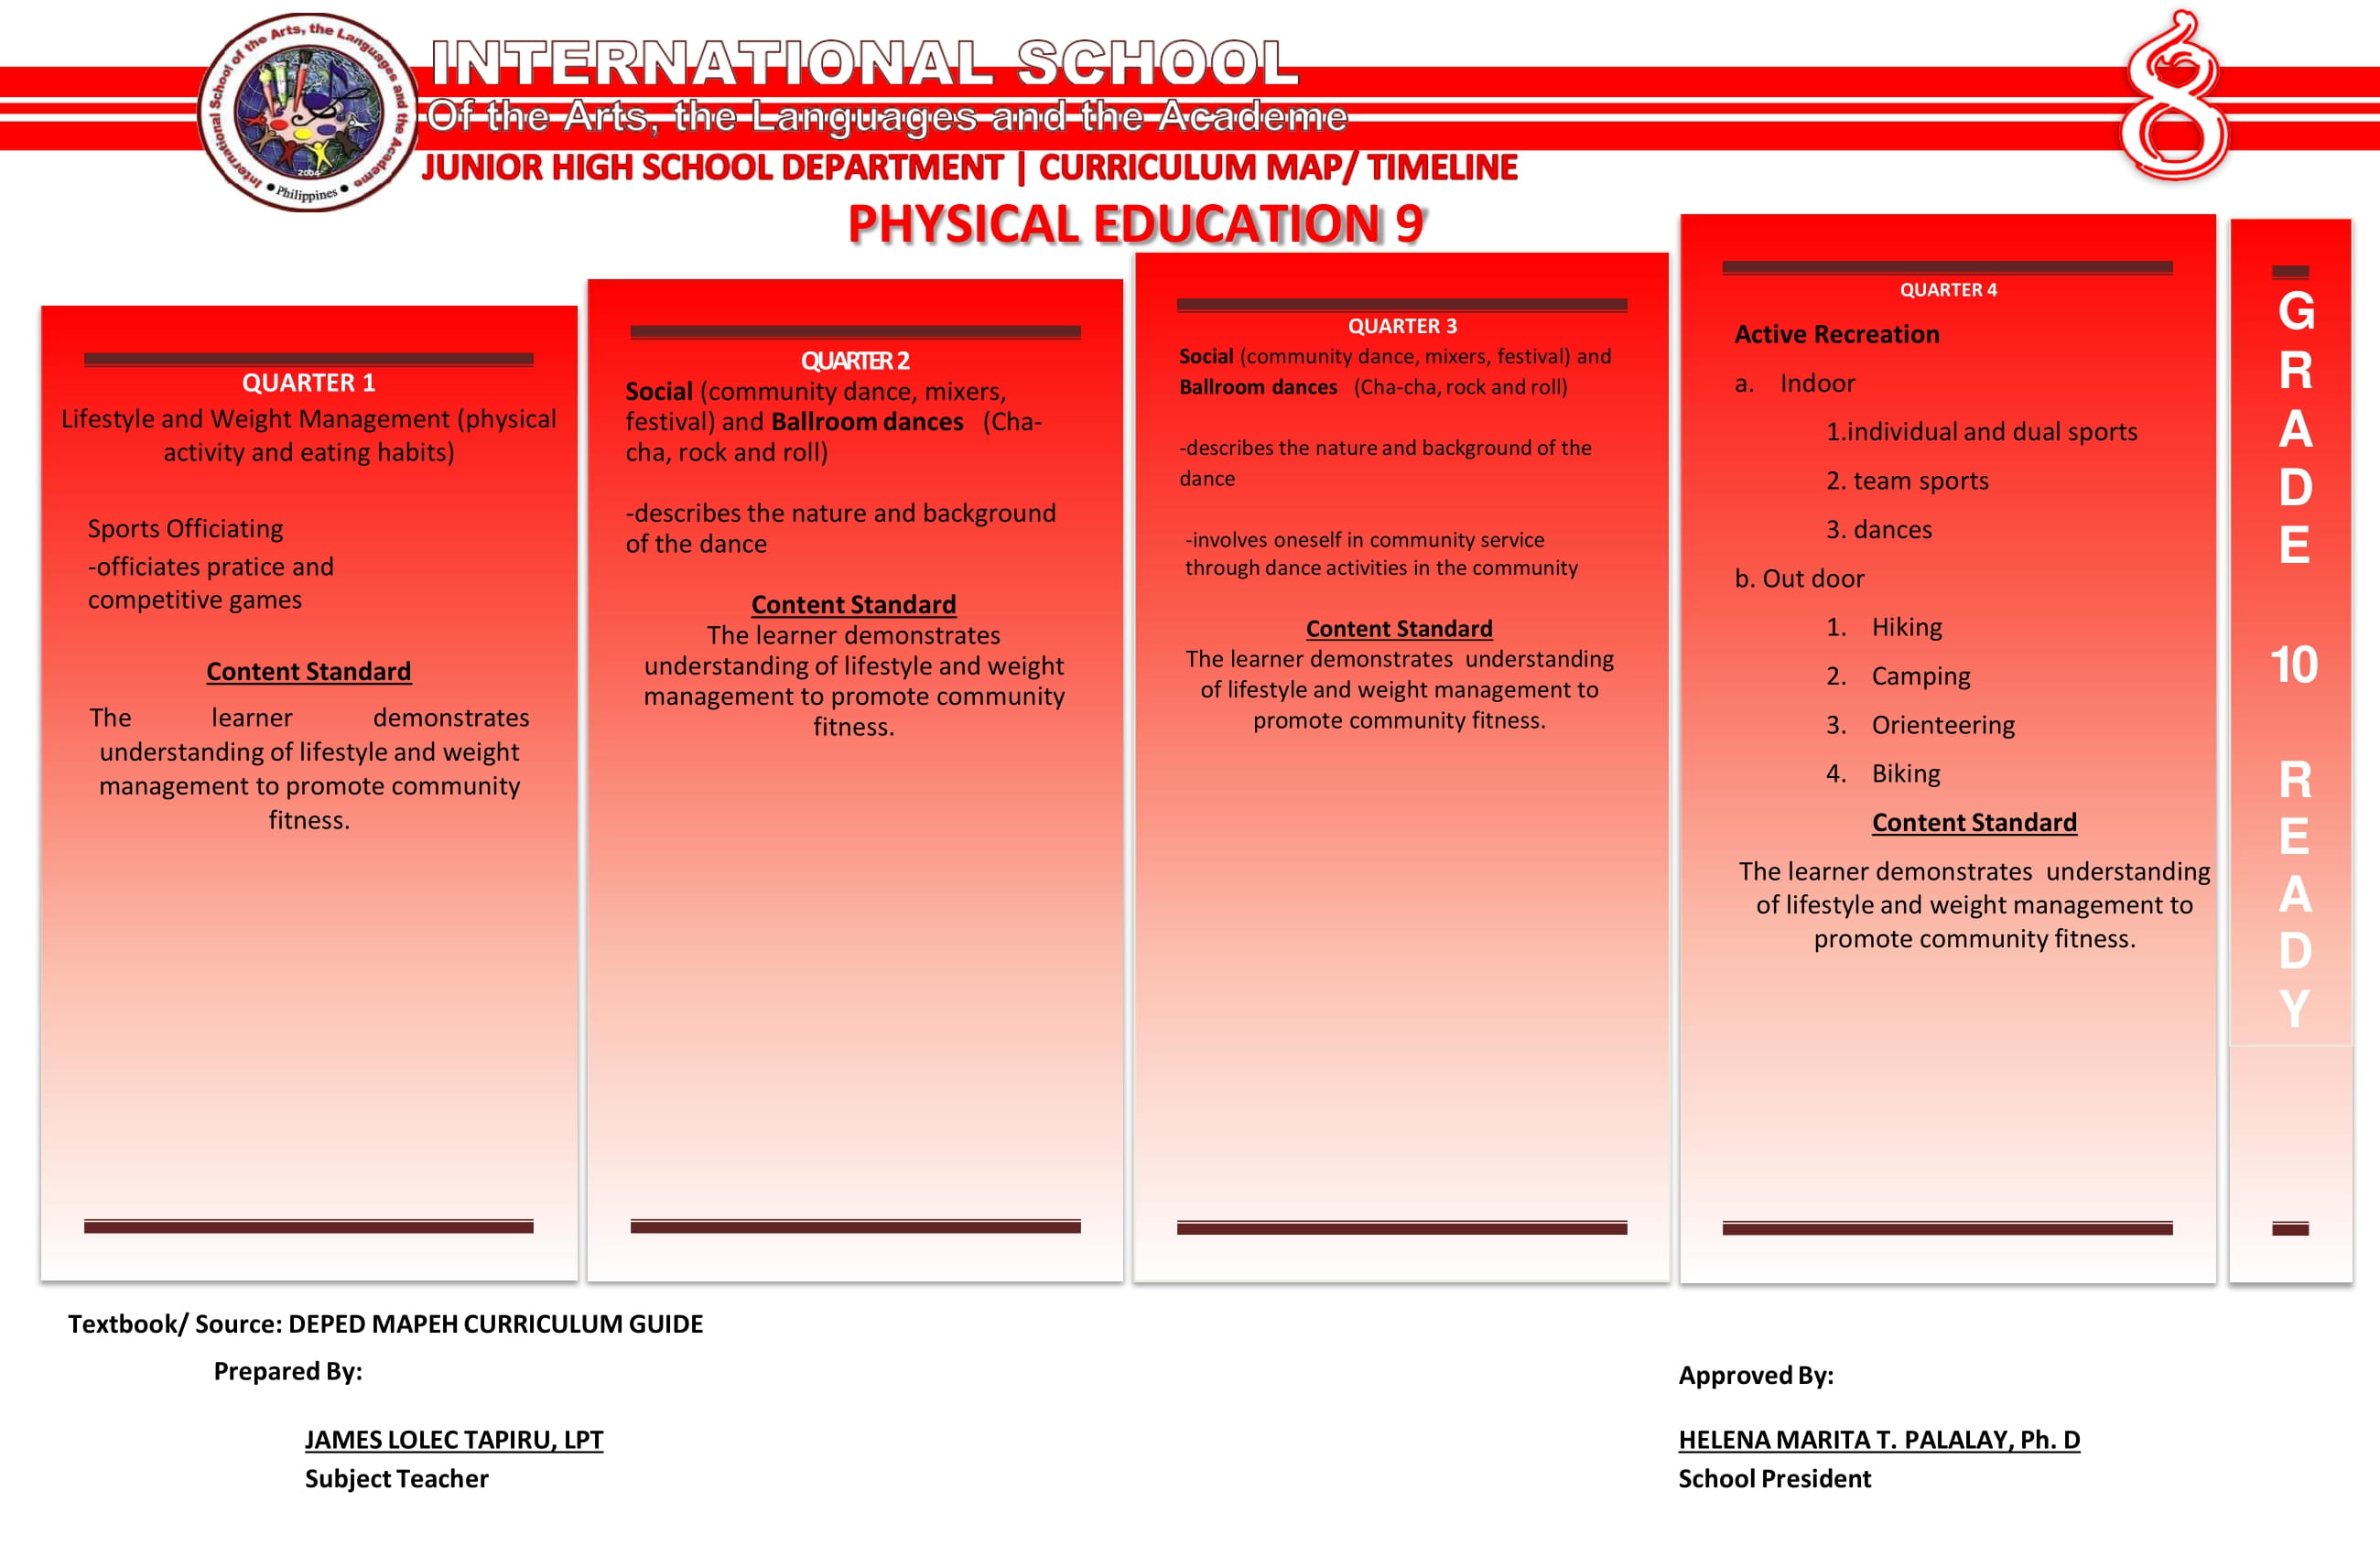 International School of the Arts, the Languages and the Academe
2004
Philippines
INTERNATIONAL SCHOOL
Of the Arts, the Languages and the Academe
JUNIOR HIGH SCHOOL DEPARTMENT | CURRICULUM MAP/ TIMELINE
8
PHYSICAL EDUCATION 9
QUARTER 1
Lifestyle and Weight Management (physical
activity and eating habits)
Sports Officiating
-officiates pratice and
competitive games
Content Standard
The learner demonstrates
understanding of lifestyle and weight
management to promote community
fitness.
QUARTER 2
Social (community dance, mixers,
festival) and Ballroom dances (Cha-
cha, rock and roll)
-describes the nature and background
of the dance
Content Standard
The learner demonstrates
understanding of lifestyle and weight
management to promote community
fitness.
QUARTER 3
Social (community dance, mixers, festival) and
Ballroom dances (Cha-cha, rock and roll)
-describes the nature and background of the
dance
-involves oneself in community service
through dance activities in the community
Content Standard
The learner demonstrates understanding
of lifestyle and weight management to
promote community fitness.
QUARTER 4
Active Recreation
a. Indoor
1.individual and dual sports
2. team sports
3. dances
b. Out door
1. Hiking
2. Camping
3. Orienteering
4. Biking
Content Standard
The learner demonstrates understanding
of lifestyle and weight management to
promote community fitness.
G
R
A
D
E
10
R
E
A
D
Y
Textbook/ Source: DEPED MAPEH CURRICULUM GUIDE
Prepared By:
JAMES LOLEC TAPIRU, LPT
Subject Teacher
Approved By:
HELENA MARITA T. PALALAY, Ph. D
School President